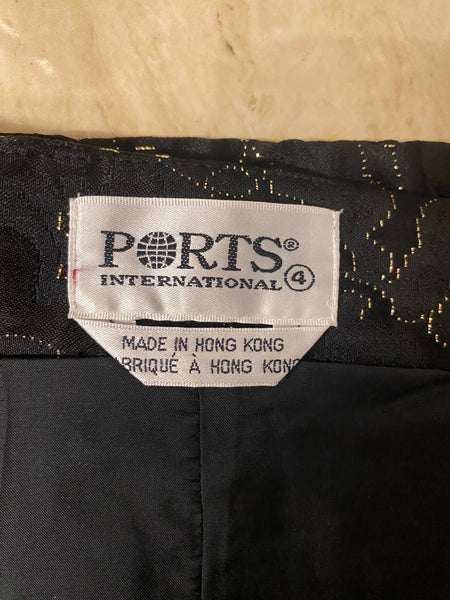 PORTS®
INTERNATIONAL 4
MADE IN HONG KONG
ABRIQUÉ À HONG KONG